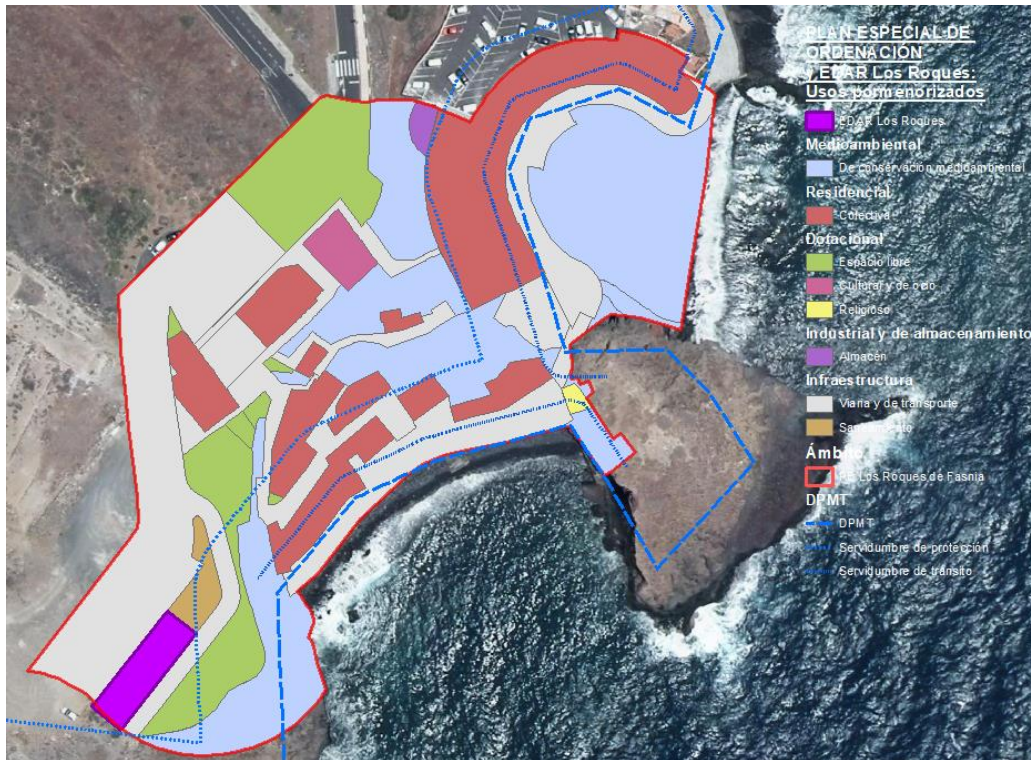 PLAN ESPECIAL DE
ORDENACIÓN
Y EDAR Los Roques:
Usos pormenorizados
EDAR Los Roques
Medioambiental
De conservación medioambiental
Residencial
Colectiva
Dotacional
Espacio libre
Cultural y de ocio
Religioso
Industrial y de almacenamiento
Almacén
Infraestructura
Viaria y de transporte
Saneamiento
Ámbito
PE Los Roques de Fasnia
DPMT
DPMT
Servidumbre de protección
Servidumbre de tránsito